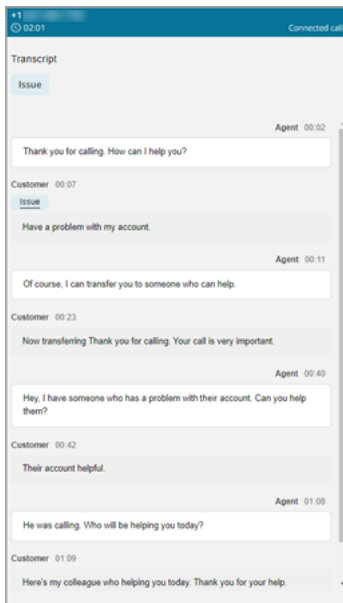 +1
02:01 Connected call
Transcript
Issue
Agent 00:02
Thank you for calling. How can I help you?
Customer 00:07
Issue
Have a problem with my account.
Agent 00:11
Of course, I can transfer you to someone who can help.
Customer 00:23
Now transferring Thank you for calling. Your call is very important.
Agent 00:40
Hey, I have someone who has a problem with their account. Can you help
them?
Customer 00:42
Their account helpful.
Agent 01:08
He was calling. Who will be helping you today?
Customer 01:09
Here's my colleague who helping you today. Thank you for your help.